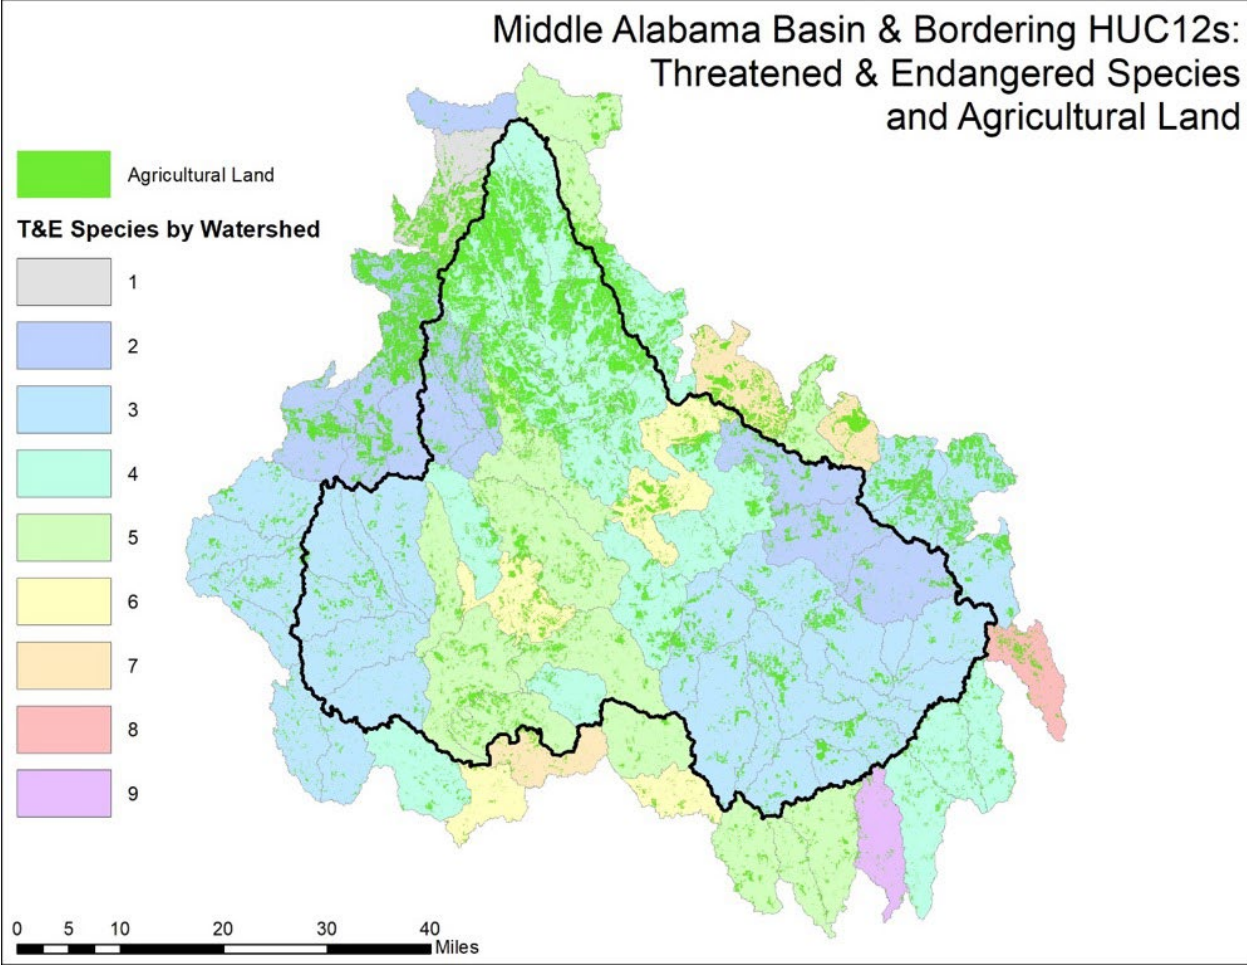 Middle Alabama Basin & Bordering HUC12s:
Threatened & Endangered Species
and Agricultural Land
Agricultural Land
T&E Species by Watershed
1
2
3
4
5
6
7
8
9
0 5 10 20 30 40
Miles